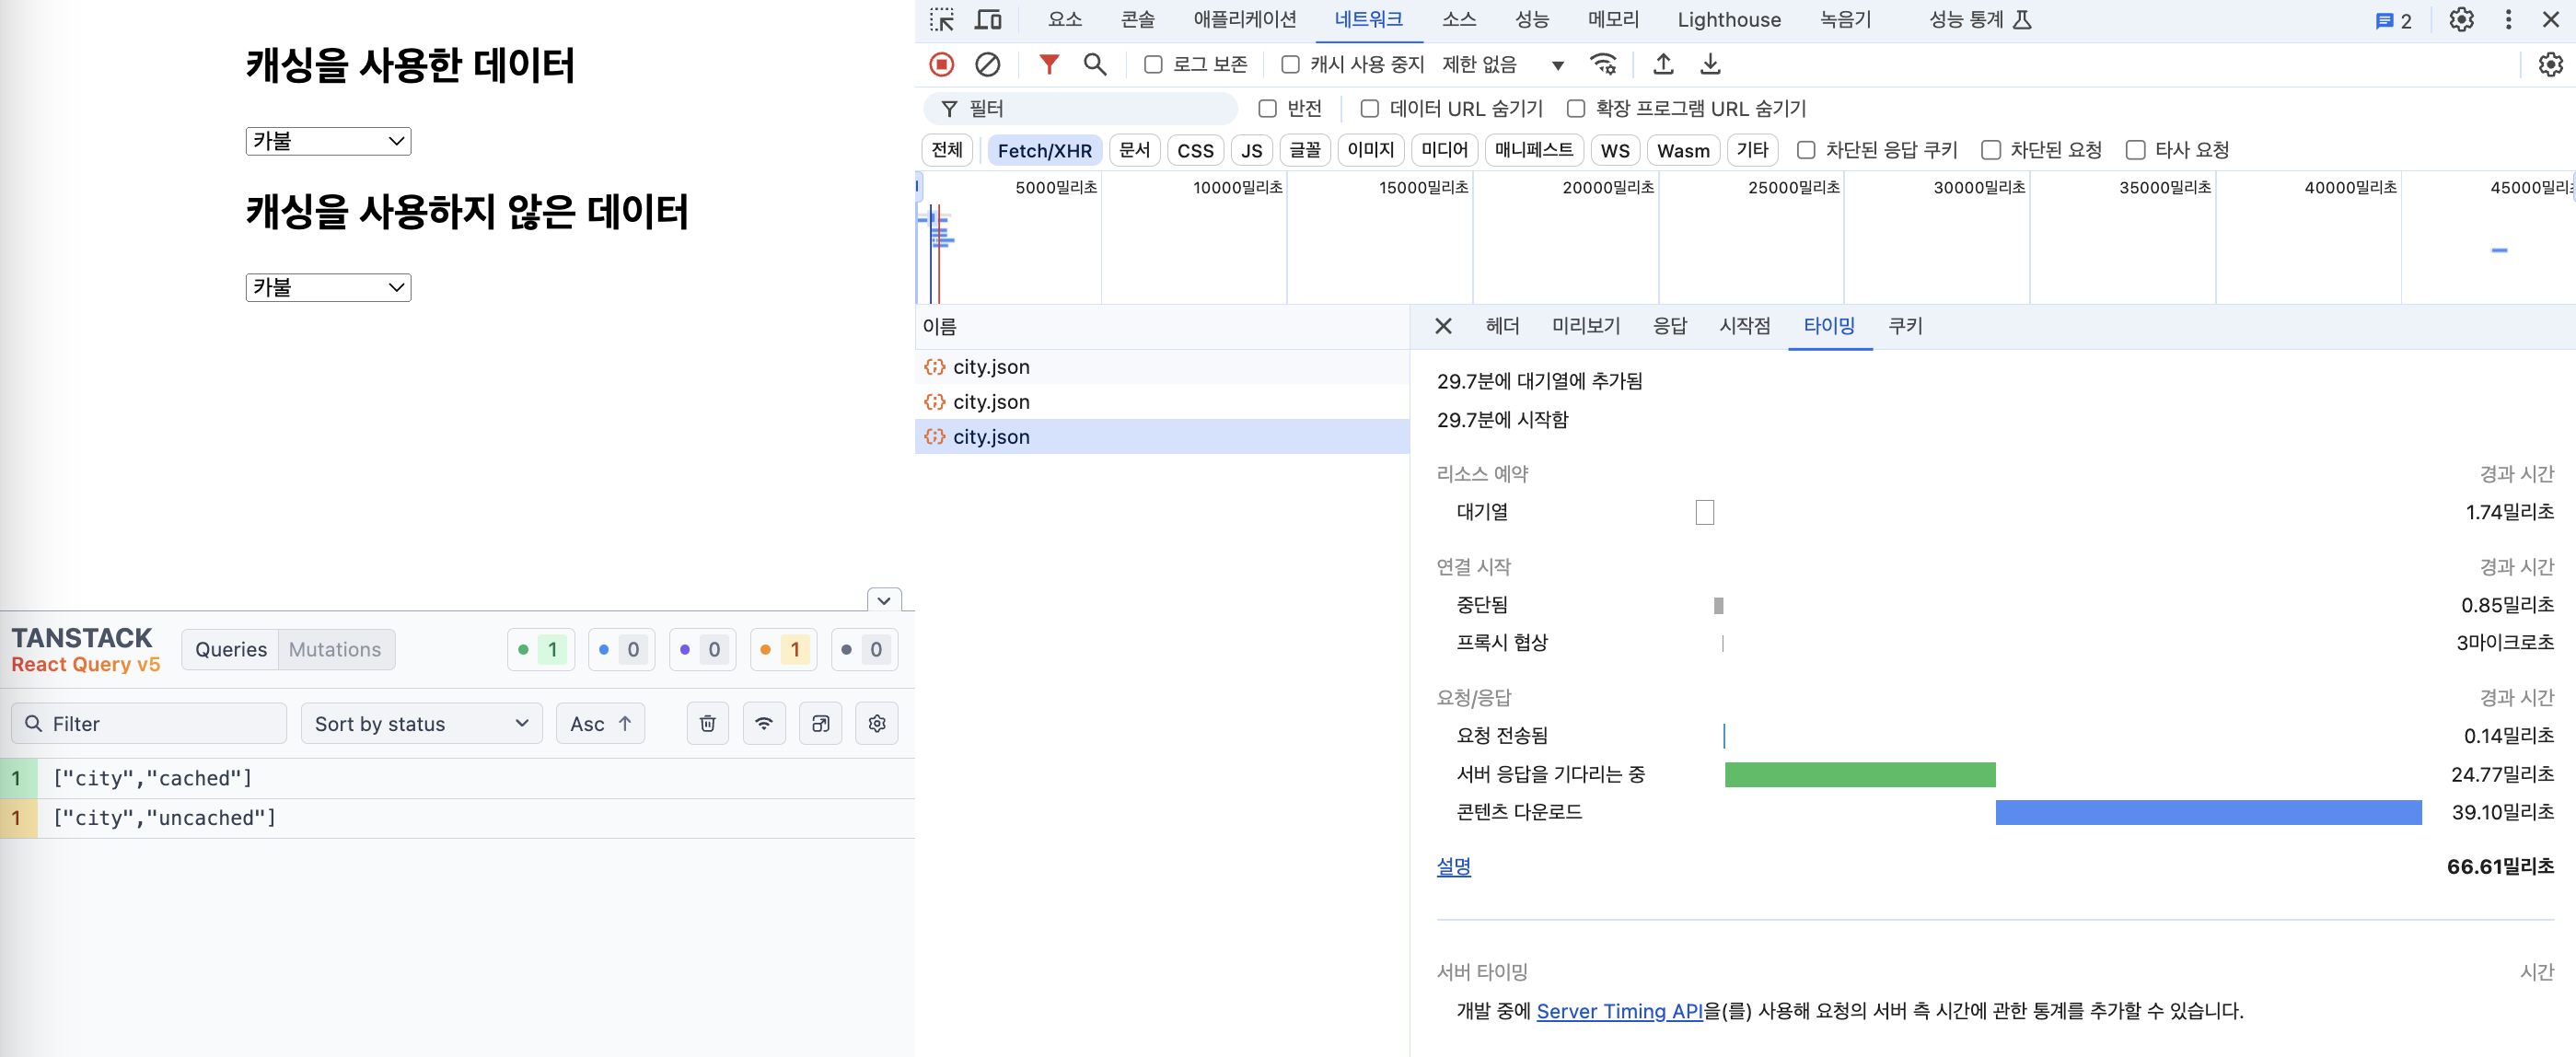 캐싱을 사용한 데이터
카불
캐싱을 사용하지 않은 데이터
카불
TANSTACK
React Query v5
Queries Mutations
1 0 0 1 0
Filter Sort by status Asc ↑
1 ["city","cached"]
1 ["city","uncached"]
요소 콘솔 애플리케이션 네트워크 소스 성능 메모리 Lighthouse 녹음기 성능 통계 2
로그 보존 캐시 사용 중지 제한 없음
필터 반전 데이터 URL 숨기기 확장 프로그램 URL 숨기기
전체 Fetch/XHR 문서 CSS JS 글꼴 이미지 미디어 매니페스트 WS Wasm 기타 차단된 응답 쿠키 차단된 요청 타사 요청
5000밀리초 10000밀리초 15000밀리초 20000밀리초 25000밀리초 30000밀리초 35000밀리초 40000밀리초 45000밀리
이름
city.json
city.json
city.json
헤더 미리보기 응답 시작점 타이밍 쿠키
29.7분에 대기열에 추가됨
29.7분에 시작함
리소스 예약 경과 시간
대기열 1.74밀리초
연결 시작 경과 시간
중단됨 0.85밀리초
프록시 협상 3마이크로초
요청/응답 경과 시간
요청 전송됨 0.14밀리초
서버 응답을 기다리는 중 24.77밀리초
콘텐츠 다운로드 39.10밀리초
설명 66.61밀리초
서버 타이밍 시간
개발 중에 Server Timing API을(를) 사용해 요청의 서버 측 시간에 관한 통계를 추가할 수 있습니다.